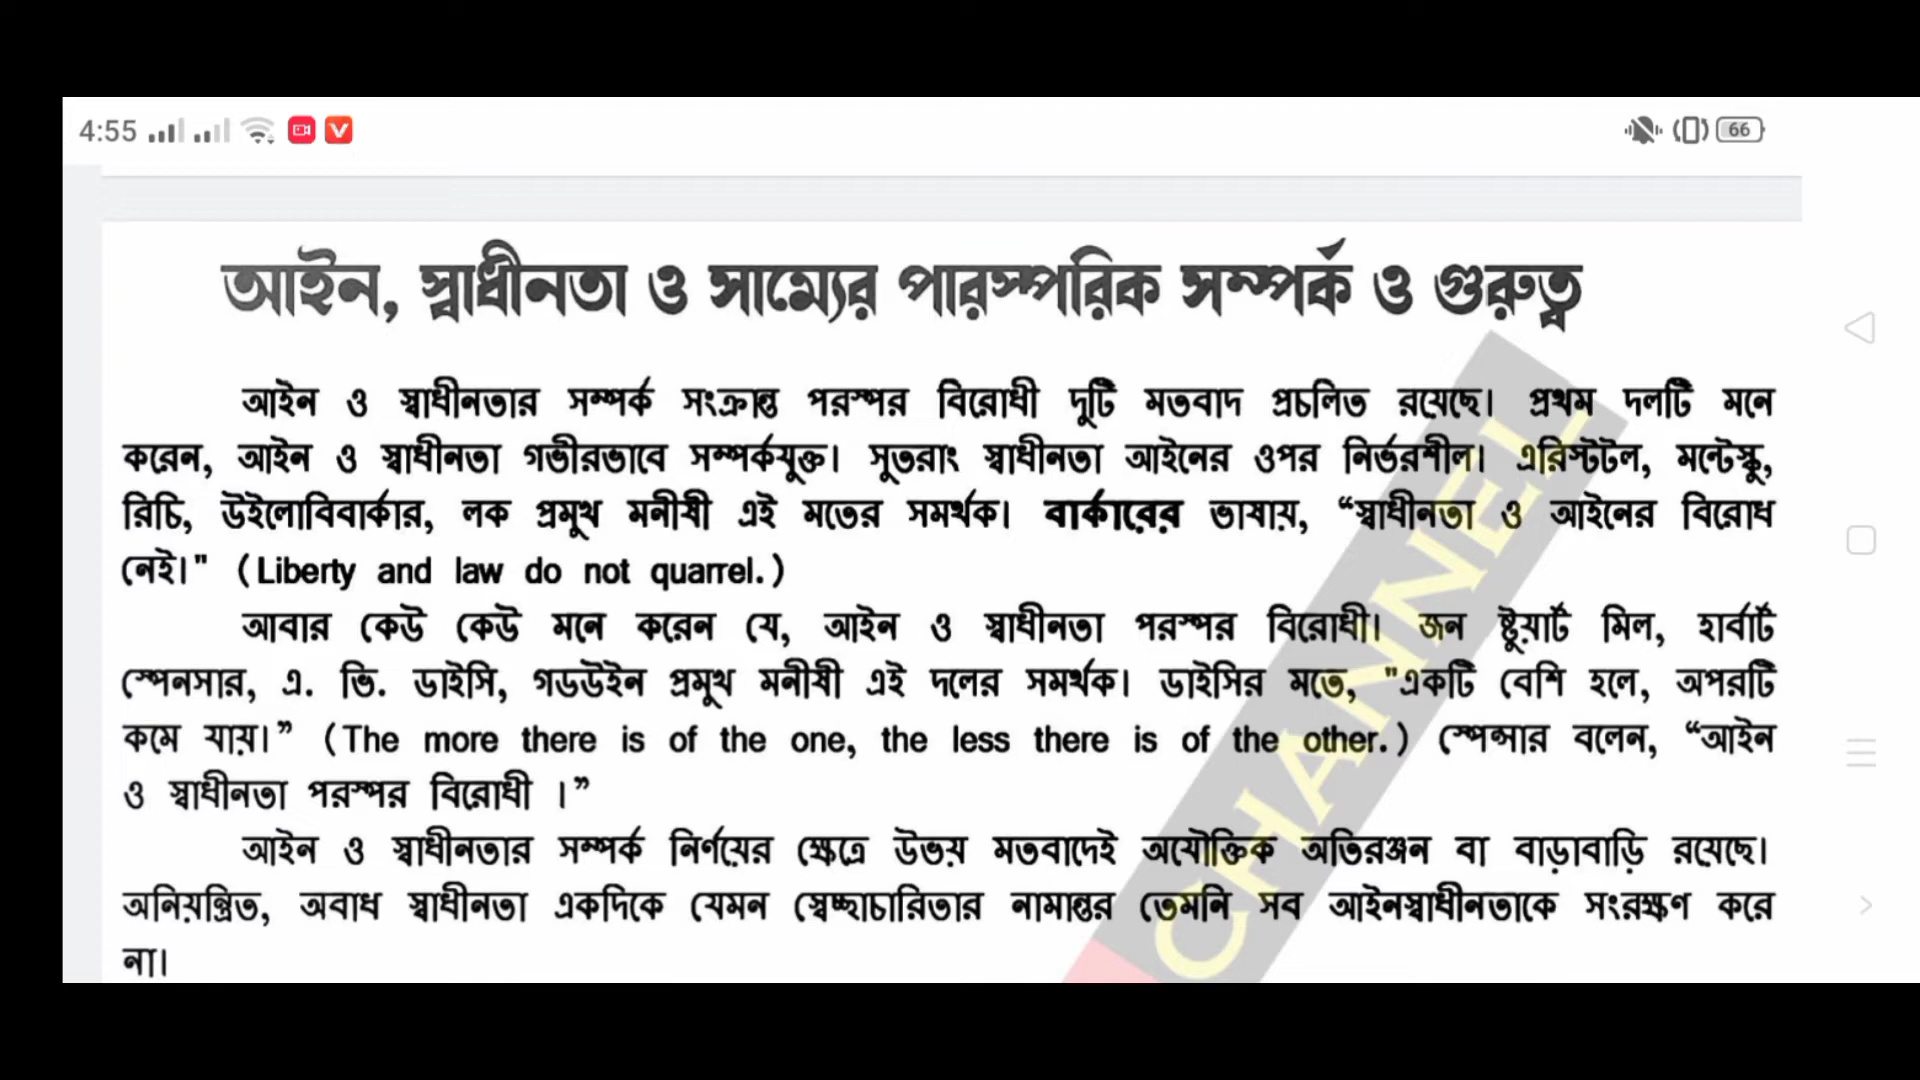 4:55
66
আইন, স্বাধীনতা ও সাম্যের পারস্পরিক সম্পর্ক ও গুরুত্ব
আইন ও স্বাধীনতার সম্পর্ক সংক্রান্ত পরস্পর বিরোধী দুটি মতবাদ প্রচলিত রয়েছে। প্রথম দলটি মনে
করেন, আইন ও স্বাধীনতা গভীরভাবে সম্পর্কযুক্ত। সুতরাং স্বাধীনতা আইনের ওপর নির্ভরশীল। এরিস্টটল, মন্টেস্কু,
রিচি, উইলোবিবার্কার, লক প্রমুখ মনীষী এই মতের সমর্থক। বার্কারের ভাষায়, “স্বাধীনতা ও আইনের বিরোধ
নেই।" (Liberty and law do not quarrel.)
আবার কেউ কেউ মনে করেন যে, আইন ও স্বাধীনতা পরস্পর বিরোধী। জন ষ্টুয়ার্ট মিল, হার্বার্ট
স্পেনসার, এ. ভি. ডাইসি, গডউইন প্রমুখ মনীষী এই দলের সমর্থক। ডাইসির মতে, "একটি বেশি হলে, অপরটি
কমে যায়।” (The more there is of the one, the less there is of the other.) স্পেন্সার বলেন, “আইন
ও স্বাধীনতা পরস্পর বিরোধী ।”
আইন ও স্বাধীনতার সম্পর্ক নির্ণয়ের ক্ষেত্রে উভয় মতবাদেই অযৌক্তিক অতিরঞ্জন বা বাড়াবাড়ি রয়েছে।
অনিয়ন্ত্রিত, অবাধ স্বাধীনতা একদিকে যেমন স্বেচ্ছাচারিতার নামান্তর তেমনি সব আইনস্বাধীনতাকে সংরক্ষণ করে
না।
CHANNEL